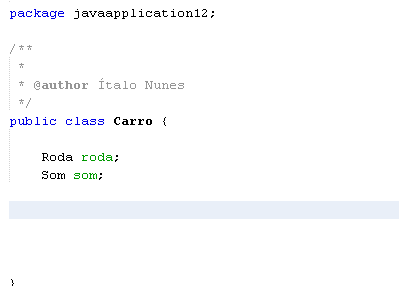 package javaapplication12;
/**
 *
 * @author Ítalo Nunes
 */
public class Carro {
    Roda roda;
    Som som;
}